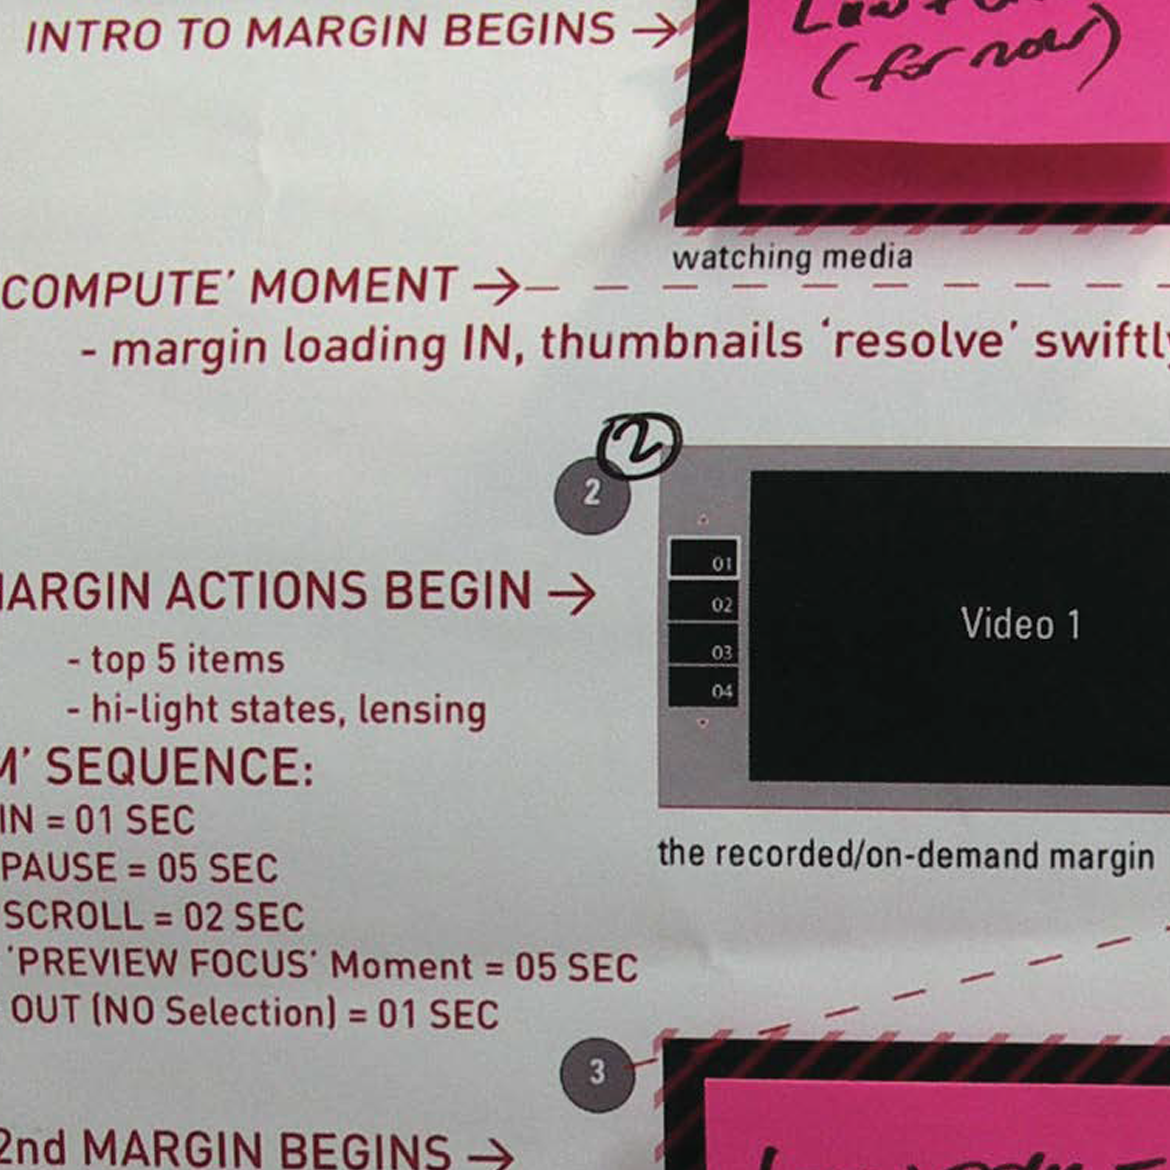 INTRO TO MARGIN BEGINS →
(for now)
watching media
COMPUTE’ MOMENT →
- margin loading IN, thumbnails ‘resolve’ swiftly
2
2
01
02
03
04
Video 1
MARGIN ACTIONS BEGIN →
- top 5 items
- hi-light states, lensing
M’ SEQUENCE:
IN = 01 SEC
PAUSE = 05 SEC
SCROLL = 02 SEC
‘PREVIEW FOCUS’ Moment = 05 SEC
OUT (NO Selection) = 01 SEC
the recorded/on-demand margin
3
2nd MARGIN BEGINS →